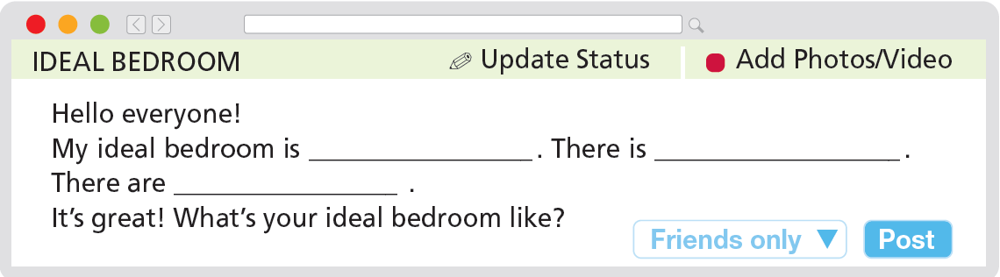 IDEAL BEDROOM Update Status Add Photos/Video
Hello everyone!
My ideal bedroom is ________________. There is _________________.
There are ________________ .
It's great! What's your ideal bedroom like?
Friends only ▼ Post